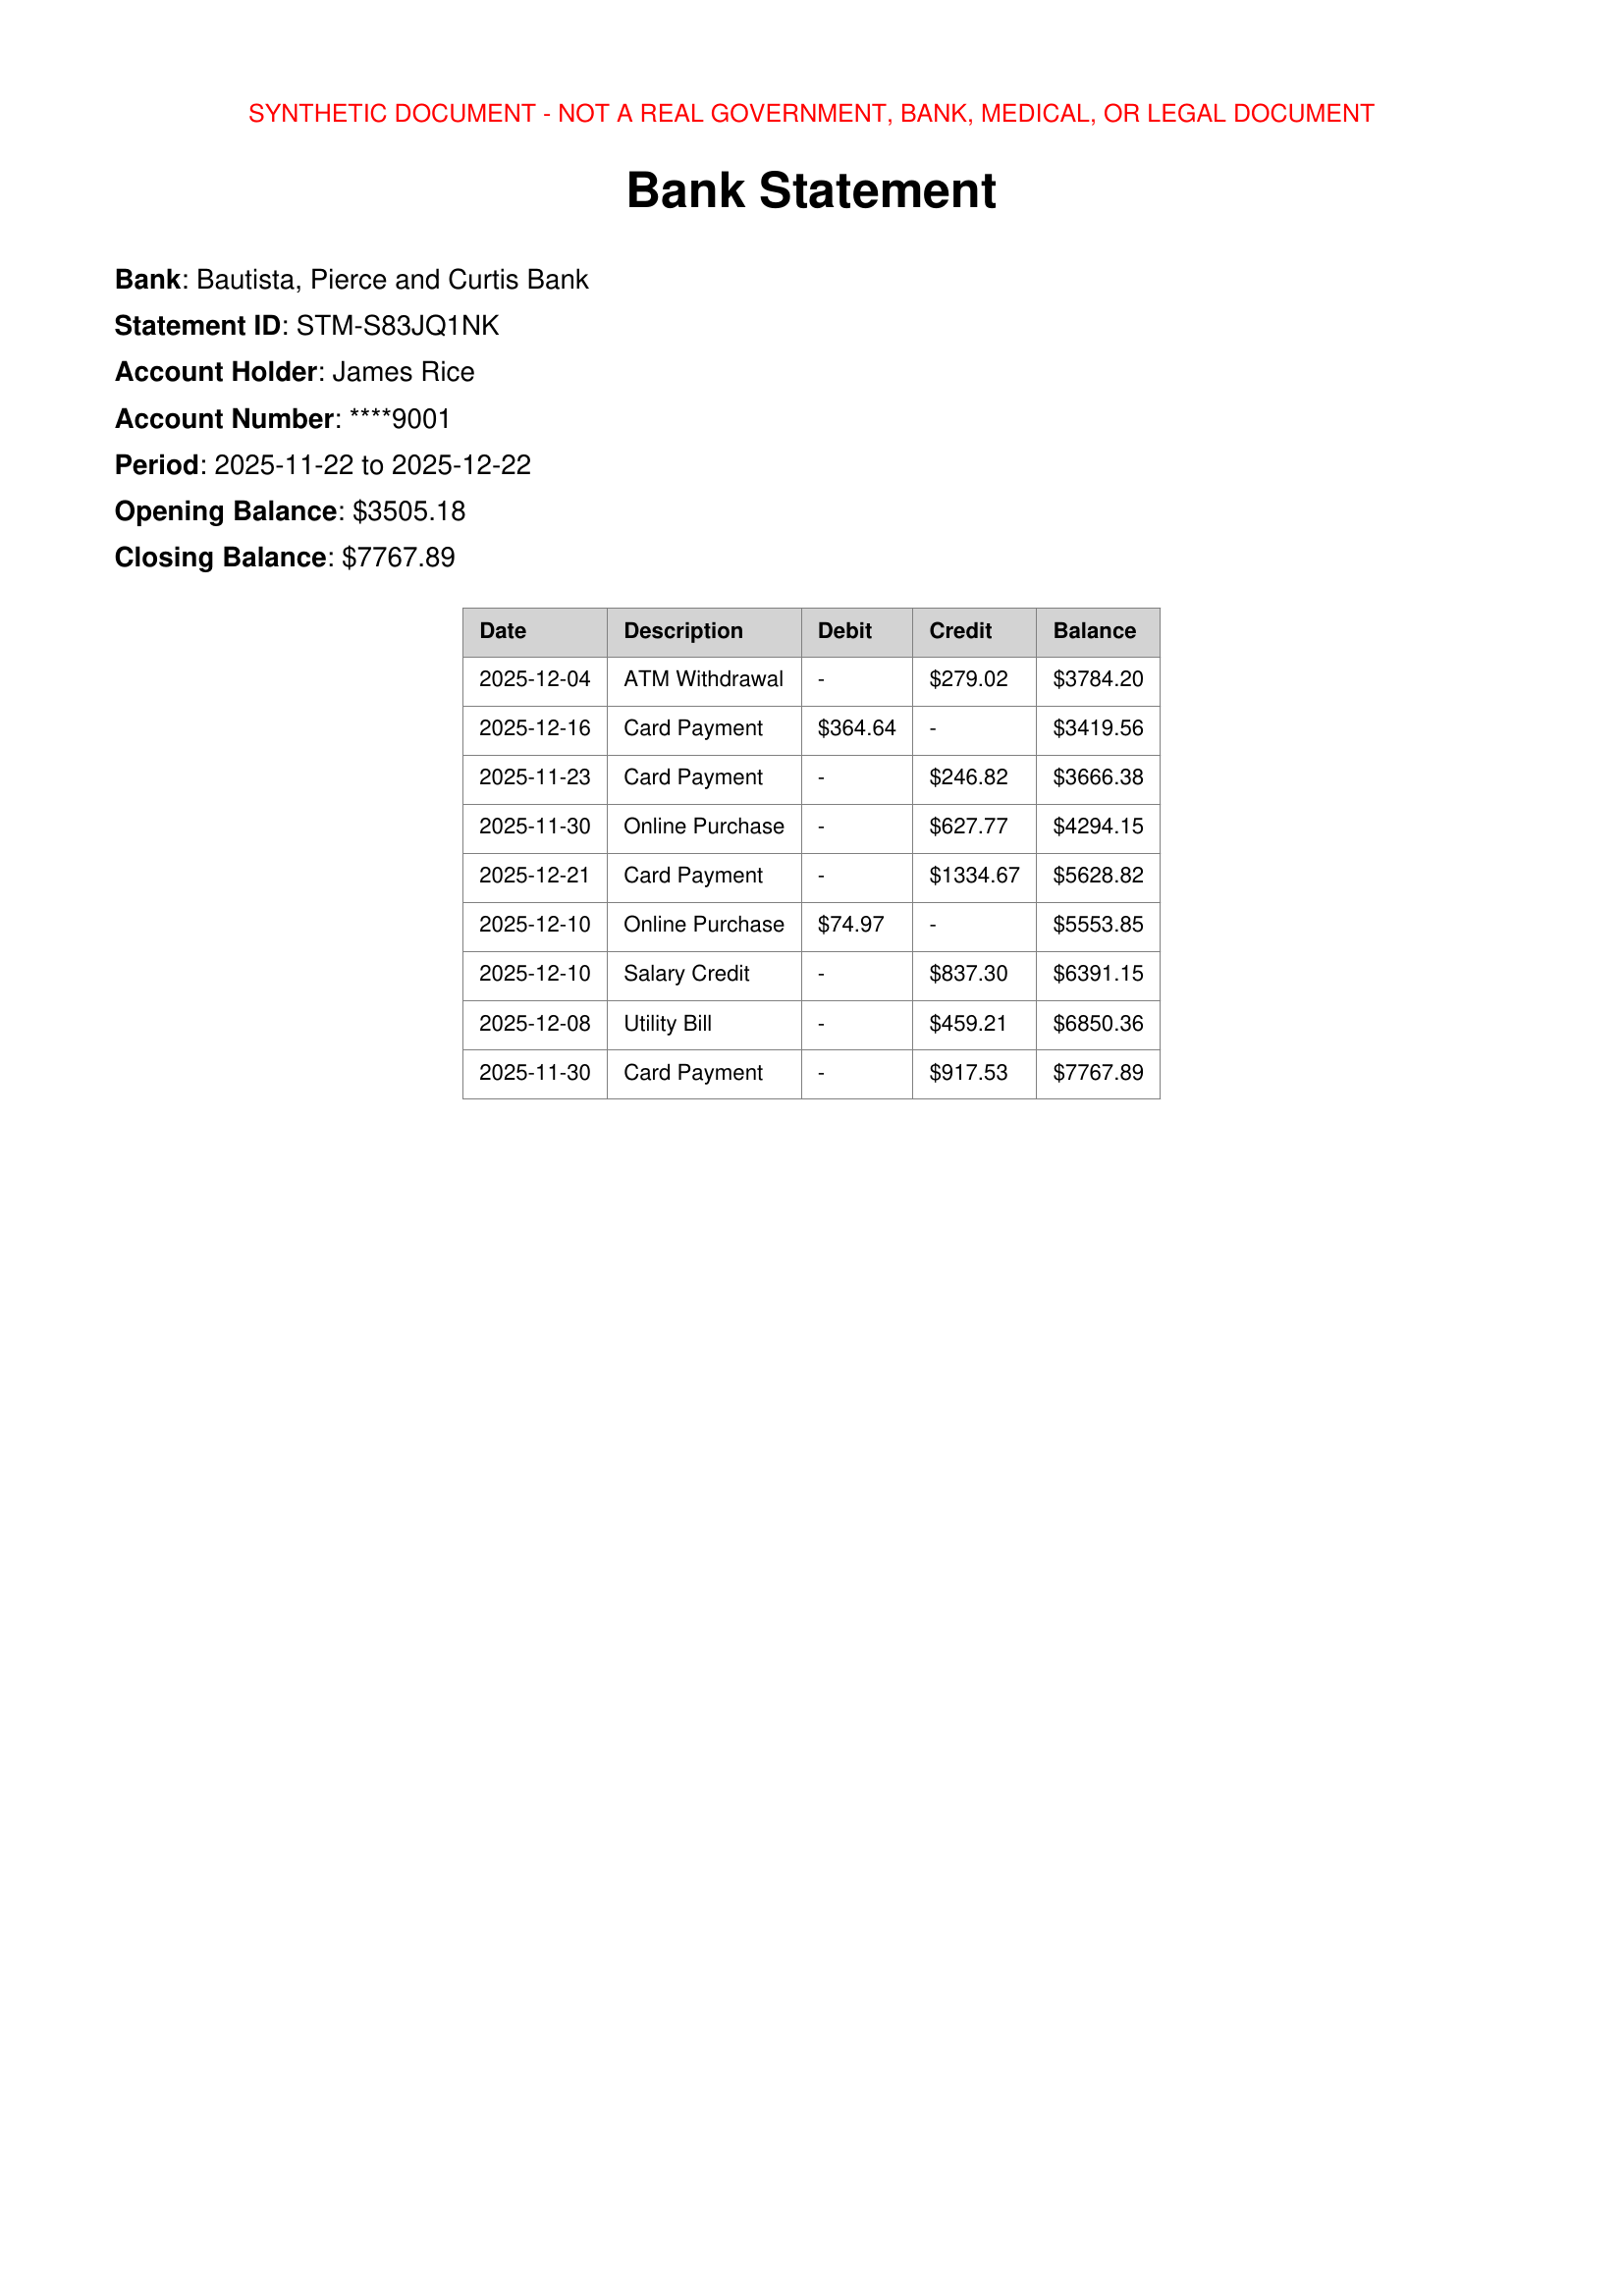 SYNTHETIC DOCUMENT - NOT A REAL GOVERNMENT, BANK, MEDICAL, OR LEGAL DOCUMENT
Bank Statement
Bank: Bautista, Pierce and Curtis Bank
Statement ID: STM-S83JQ1NK
Account Holder: James Rice
Account Number: ****9001
Period: 2025-11-22 to 2025-12-22
Opening Balance: $3505.18
Closing Balance: $7767.89
Date Description Debit Credit Balance
2025-12-04 ATM Withdrawal - $279.02 $3784.20
2025-12-16 Card Payment $364.64 - $3419.56
2025-11-23 Card Payment - $246.82 $3666.38
2025-11-30 Online Purchase - $627.77 $4294.15
2025-12-21 Card Payment - $1334.67 $5628.82
2025-12-10 Online Purchase $74.97 - $5553.85
2025-12-10 Salary Credit - $837.30 $6391.15
2025-12-08 Utility Bill - $459.21 $6850.36
2025-11-30 Card Payment - $917.53 $7767.89